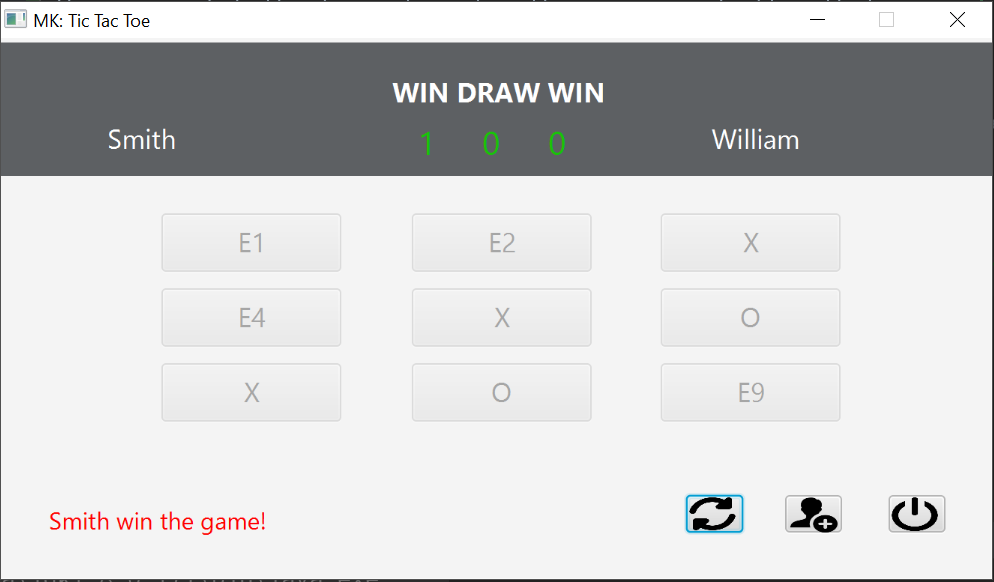 MK: Tic Tac Toe
WIN DRAW WIN
Smith 1 0 0 William
E1 E2 X
E4 X O
X O E9
Smith win the game!